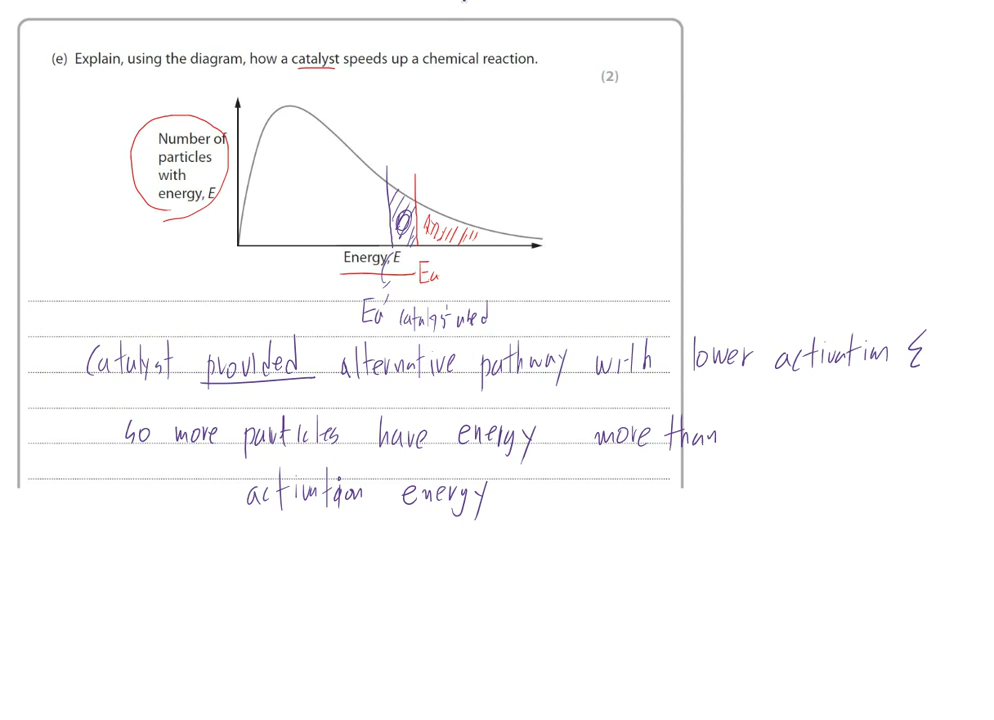 (e) Explain, using the diagram, how a catalyst speeds up a chemical reaction.
(2)
Number of
particles
with
energy, E
Energy, E
Ea
Ea' catalysed
Catalyst provided alternative pathway with lower activation E
so more particles have energy more than
activation energy